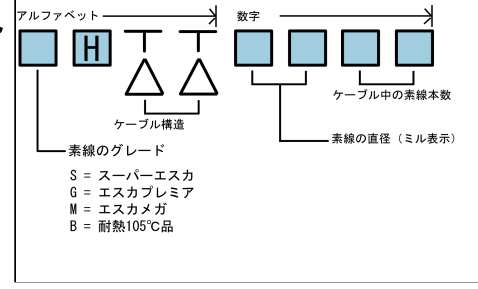 アルファベット 数字
H
ケーブル構造
ケーブル中の素線本数
素線の直径（ミル表示）
素線のグレード
S = スーパーエスカ
G = エスカプレミア
M = エスカメガ
B = 耐熱105℃品